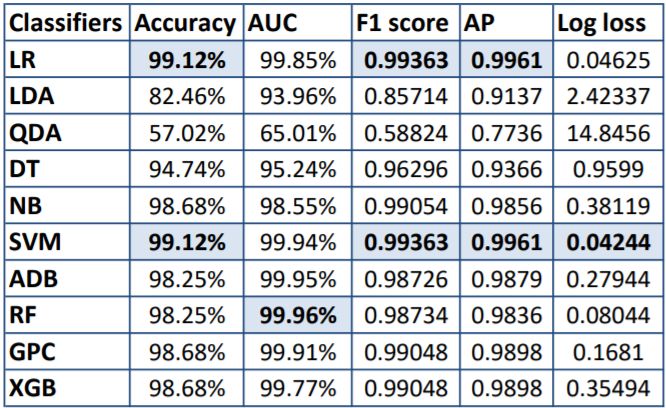 Classifiers Accuracy AUC F1 score AP Log loss
LR 99.12% 99.85% 0.99363 0.9961 0.04625
LDA 82.46% 93.96% 0.85714 0.9137 2.42337
QDA 57.02% 65.01% 0.58824 0.7736 14.8456
DT 94.74% 95.24% 0.96296 0.9366 0.9599
NB 98.68% 98.55% 0.99054 0.9856 0.38119
SVM 99.12% 99.94% 0.99363 0.9961 0.04244
ADB 98.25% 99.95% 0.98726 0.9879 0.27944
RF 98.25% 99.96% 0.98734 0.9836 0.08044
GPC 98.68% 99.91% 0.99048 0.9898 0.1681
XGB 98.68% 99.77% 0.99048 0.9898 0.35494